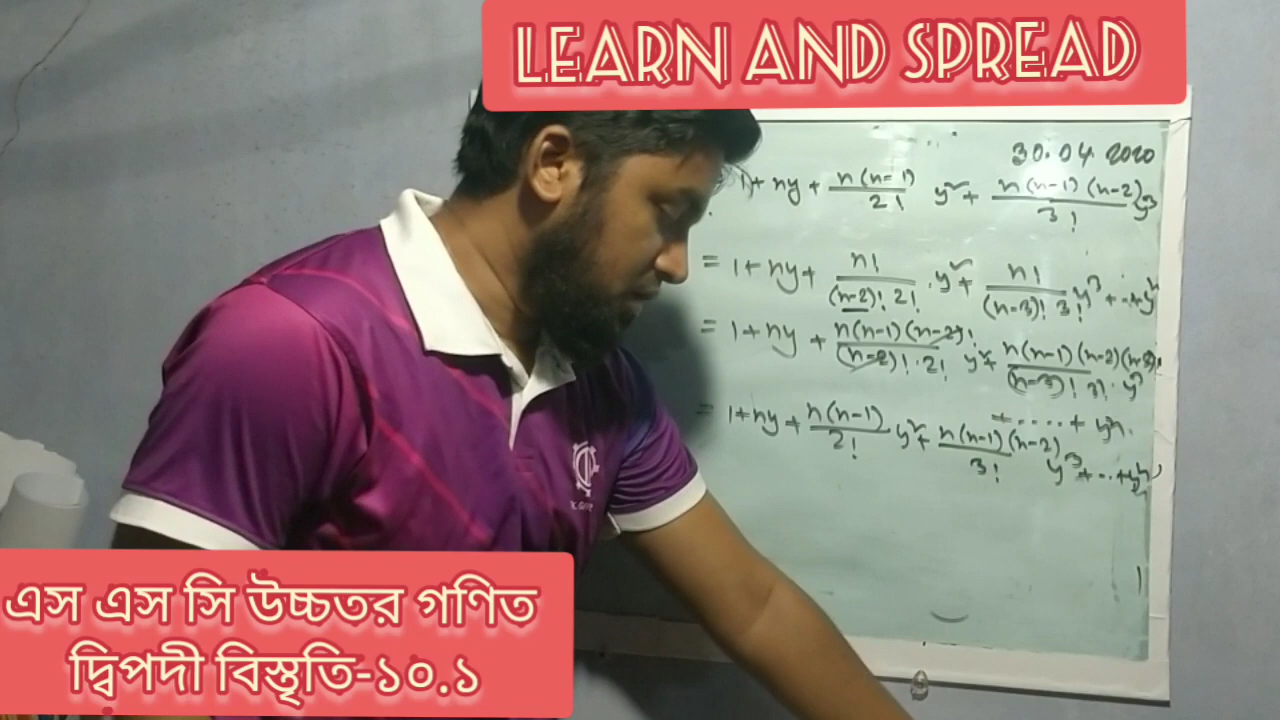 LEARN AND SPREAD
30.04.2020
1 + ny + n(n-1)/2! y² + n(n-1)(n-2)/3! y³
= 1 + ny + n!/(n-2)! 2! . y² + n!/(n-3)! 3! y³ + ..+yⁿ
= 1 + ny + n(n-1)(n-2)!/(n-2)! . 2! y² + n(n-1)(n-2)(n-3)!/(n-3)! 3! . y³
+ .... + yⁿ.
= 1 + ny + n(n-1)/2! y² + n(n-1)(n-2)/3! y³ + ..+yⁿ
এস এস সি উচ্চতর গণিত
দ্বিপদী বিস্তৃতি-১০.১